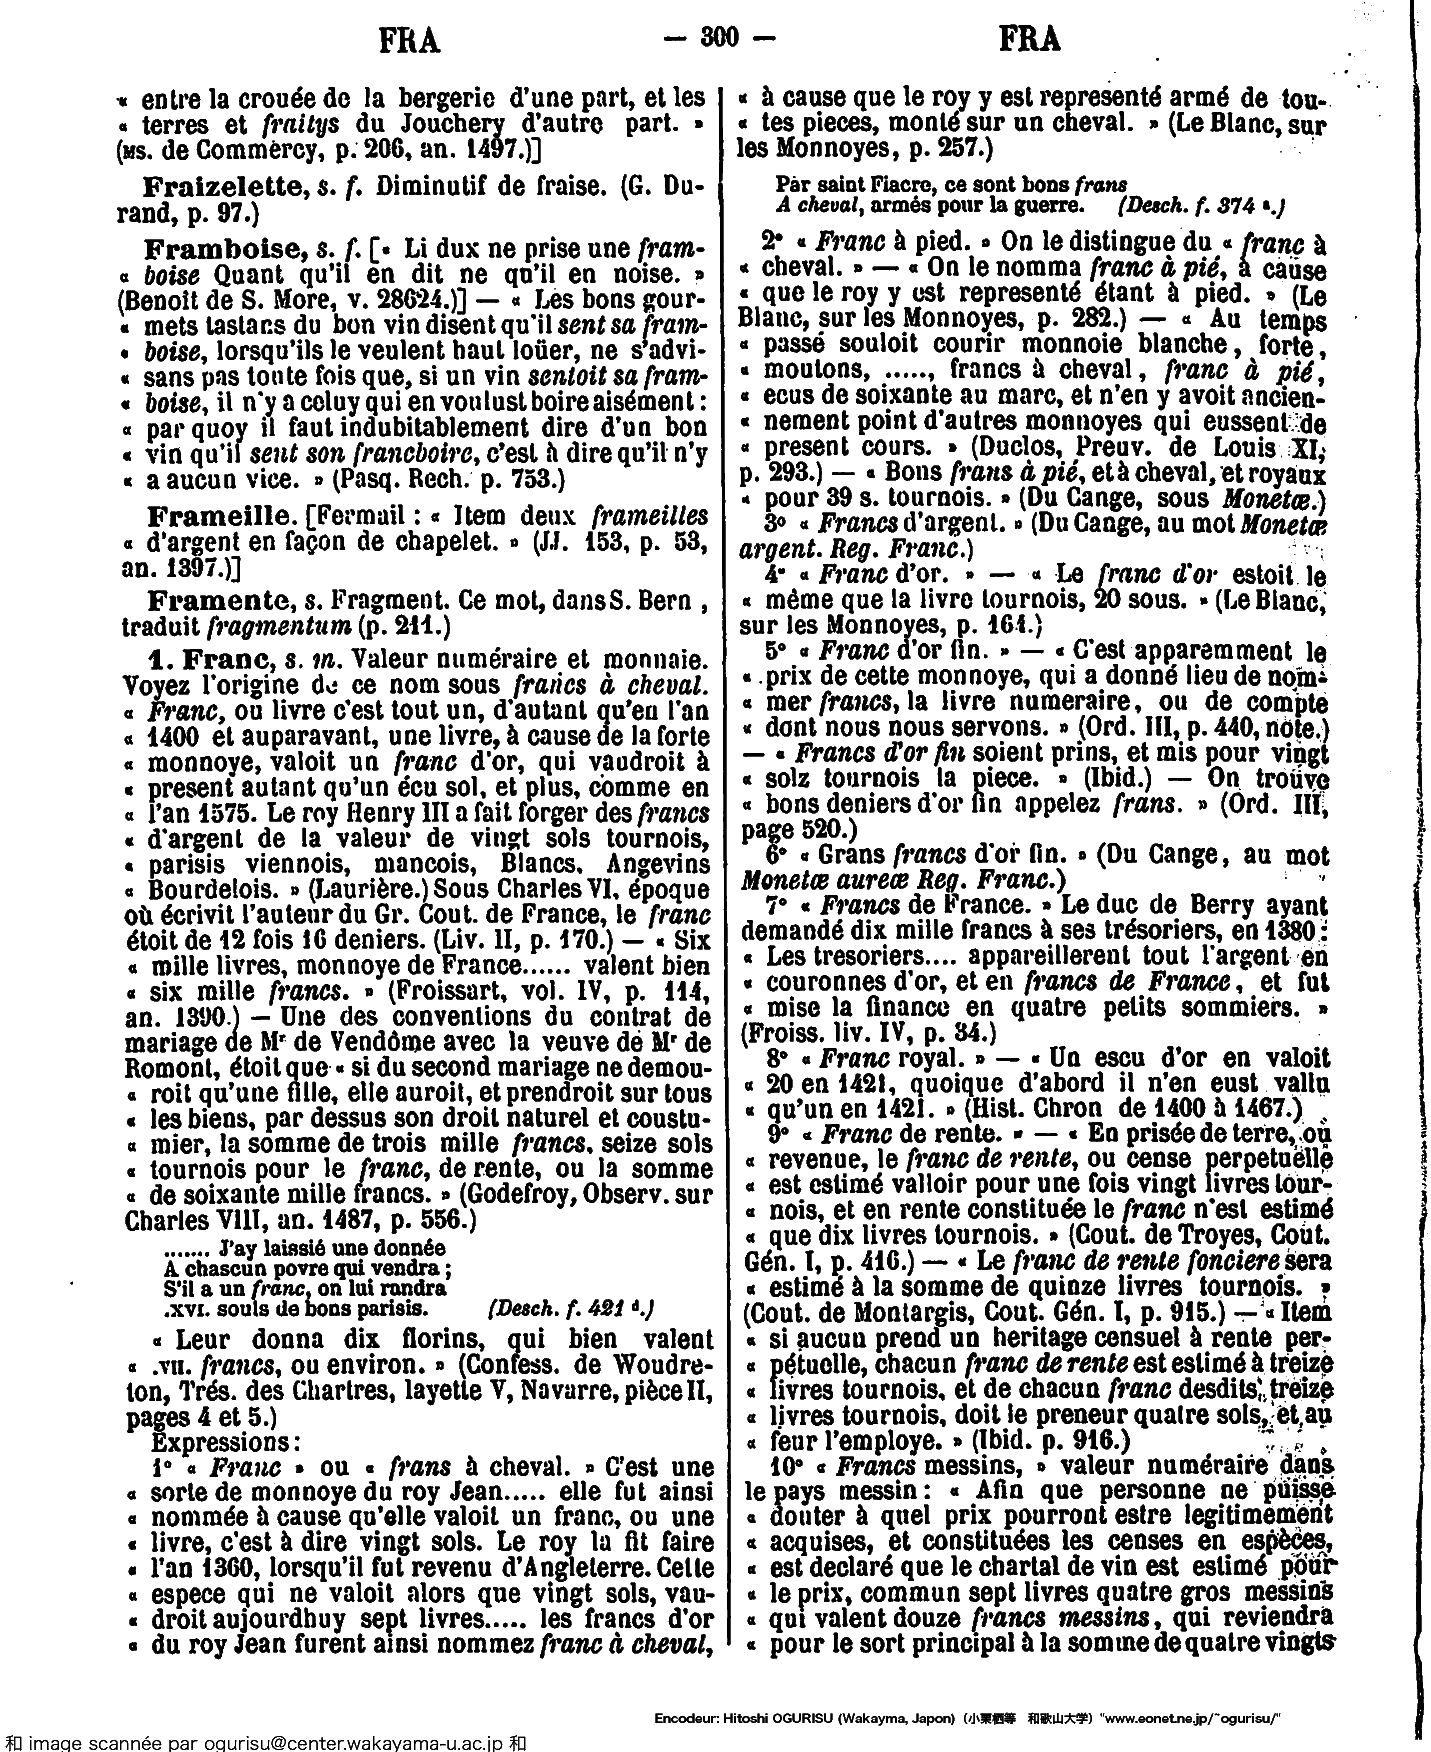 FRA — 300 — FRA
« entre la crouée de la bergerie d'une part, et les
« terres et fraitys du Jouchery d'autre part. »
(MS. de Commercy, p. 206, an. 1497.)]
Fraizelette, s. f. Diminutif de fraise. (G. Du-
rand, p. 97.)
Framboise, s. f. [« Li dux ne prise une fram-
« boise Quant qu'il en dit ne qu'il en noise. »
(Benoit de S. More, v. 28624.)] — « Les bons gour-
« mets tastans du bon vin disent qu'il sent sa fram-
« boise, lorsqu'ils le veulent haut loüer, ne s'advi-
« sans pas toute fois que, si un vin sentoit sa fram-
« boise, il n'y a celuy qui en voulust boire aisément :
« par quoy il faut indubitablement dire d'un bon
« vin qu'il sent son francboire, c'est à dire qu'il n'y
« a aucun vice. » (Pasq. Rech. p. 753.)
Frameille. [Fermail : « Item deux frameilles
« d'argent en façon de chapelet. » (JJ. 153, p. 53,
an. 1397.)]
Framente, s. Fragment. Ce mot, dans S. Bern ,
traduit fragmentum (p. 211.)
1. Franc, s. m. Valeur numéraire et monnaie.
Voyez l'origine de ce nom sous francs à cheval.
« Franc, ou livre c'est tout un, d'autant qu'en l'an
« 1400 et auparavant, une livre, à cause de la forte
« monnoye, valoit un franc d'or, qui vaudroit à
« present autant qu'un écu sol, et plus, comme en
« l'an 1575. Le roy Henry III a fait forger des francs
« d'argent de la valeur de vingt sols tournois,
« parisis viennois, mancois, Blancs, Angevins
« Bourdelois. » (Laurière.) Sous Charles VI, époque
où écrivit l'auteur du Gr. Cout. de France, le franc
étoit de 12 fois 16 deniers. (Liv. II, p. 170.) — « Six
« mille livres, monnoye de France...... valent bien
« six mille francs. » (Froissart, vol. IV, p. 114,
an. 1390.) — Une des conventions du contrat de
mariage de Mr de Vendôme avec la veuve de Mr de
Romont, étoit que « si du second mariage ne demou-
« roit qu'une fille, elle auroit, et prendroit sur tous
« les biens, par dessus son droit naturel et coustu-
« mier, la somme de trois mille francs, seize sols
« tournois pour le franc, de rente, ou la somme
« de soixante mille francs. » (Godefroy, Observ. sur
Charles VIII, an. 1487, p. 556.)
....... J'ay laissié une donnée
A chascun povre qui vendra ;
S'il a un franc, on lui randra
.XVI. souls de bons parisis. (Desch. f. 421 d.)
« Leur donna dix florins, qui bien valent
« .VII. francs, ou environ. » (Confess. de Woudre-
ton, Trés. des Chartres, layette V, Navarre, pièce II,
pages 4 et 5.)
Expressions :
1° « Franc » ou « frans à cheval. » C'est une
« sorte de monnoye du roy Jean..... elle fut ainsi
« nommée à cause qu'elle valoit un franc, ou une
« livre, c'est à dire vingt sols. Le roy la fit faire
« l'an 1360, lorsqu'il fut revenu d'Angleterre. Cette
« espece qui ne valoit alors que vingt sols, vau-
« droit aujourdhuy sept livres..... les francs d'or
« du roy Jean furent ainsi nommez franc à cheval,
« à cause que le roy y est representé armé de tou-
« tes pieces, monté sur un cheval. » (Le Blanc, sur
les Monnoyes, p. 257.)
Par saint Fiacre, ce sont bons frans
A cheval, armés pour la guerre. (Desch. f. 374 a.)
2° « Franc à pied. » On le distingue du « franc à
« cheval. » — « On le nomma franc à pié, à cause
« que le roy y est representé étant à pied. » (Le
Blanc, sur les Monnoyes, p. 282.) — « Au temps
« passé souloit courir monnoie blanche, forte,
« moutons, ....., francs à cheval, franc à pié,
« ecus de soixante au marc, et n'en y avoit ancien-
« nement point d'autres monnoyes qui eussent de
« present cours. » (Duclos, Preuv. de Louis XI,
p. 293.) — « Bons frans à pié, et à cheval, et royaux
« pour 39 s. tournois. » (Du Cange, sous Monetæ.)
3° « Francs d'argent. » (Du Cange, au mot Monetæ
argent. Reg. Franc.)
4° « Franc d'or. » — « Le franc d'or estoit le
« même que la livre tournois, 20 sous. » (Le Blanc,
sur les Monnoyes, p. 161.)
5° « Franc d'or fin. » — « C'est apparemment le
« prix de cette monnoye, qui a donné lieu de nom-
« mer francs, la livre numeraire, ou de compte
« dont nous nous servons. » (Ord. III, p. 440, note.)
— « Francs d'or fin soient prins, et mis pour vingt
« solz tournois la piece. » (Ibid.) — On trouve
« bons deniers d'or fin appelez frans. » (Ord. III,
page 520.)
6° « Grans francs d'or fin. » (Du Cange, au mot
Monetæ aureæ Reg. Franc.)
7° « Francs de France. » Le duc de Berry ayant
demandé dix mille francs à ses trésoriers, en 1380 :
« Les tresoriers.... appareillerent tout l'argent en
« couronnes d'or, et en francs de France, et fut
« mise la finance en quatre petits sommiers. »
(Froiss. liv. IV, p. 34.)
8° « Franc royal. » — « Un escu d'or en valoit
« 20 en 1421, quoique d'abord il n'en eust vallu
« qu'un en 1421. » (Hist. Chron de 1400 à 1467.)
9° « Franc de rente. » — « En prisée de terre, où
« revenue, le franc de rente, ou cense perpetuelle
« est estimé valloir pour une fois vingt livres tour-
« nois, et en rente constituée le franc n'est estimé
« que dix livres tournois. » (Cout. de Troyes, Cout.
Gén. I, p. 416.) — « Le franc de rente fonciere sera
« estimé à la somme de quinze livres tournois. »
(Cout. de Montargis, Cout. Gén. I, p. 915.) — « Item
« si aucun prend un heritage censuel à rente per-
« pétuelle, chacun franc de rente est estimé à treize
« livres tournois, et de chacun franc desdits treize
« livres tournois, doit le preneur quatre sols, et au
« feur l'employe. » (Ibid. p. 916.)
10° « Francs messins, » valeur numéraire dans
le pays messin : « Afin que personne ne puisse
« douter à quel prix pourront estre legitimement
« acquises, et constituées les censes en espèces,
« est declaré que le chartal de vin est estimé pour
« le prix, commun sept livres quatre gros messins
« qui valent douze francs messins, qui reviendra
« pour le sort principal à la somme de quatre vingts
Encodeur: Hitoshi OGURISU (Wakayma, Japon) (小栗栖等 和歌山大学) "www.eonet.ne.jp/~ogurisu/"
和 image scannée par ogurisu@center.wakayama-u.ac.jp 和